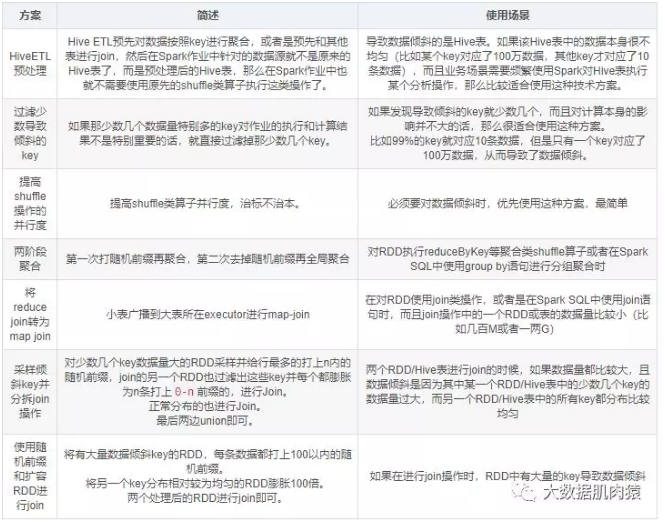 方案 简述 使用场景
HiveETL
预处理
Hive ETL预先对数据按照key进行聚合，或者是预先和其他
表进行join，然后在Spark作业中针对的数据源就不是原来的
Hive表了，而是预处理后的Hive表，那么在Spark作业中也
就不需要使用原先的shuffle类算子执行这类操作了。
导致数据倾斜的是Hive表。如果该Hive表中的数据本身很不
均匀（比如某个key对应了100万数据，其他key才对应了10
条数据），而且业务场景需要频繁使用Spark对Hive表执行
某个分析操作，那么比较适合使用这种技术方案。
过滤少
数导致
倾斜的
key
如果那少数几个数据量特别多的key对作业的执行和计算结
果不是特别重要的话，就直接过滤掉那少数几个key。
如果发现导致倾斜的key就少数几个，而且对计算本身的影
响并不大的话，那么很适合使用这种方案。
比如99%的key就对应10条数据，但是只有一个key对应了
100万数据，从而导致了数据倾斜。
提高
shuffle
操作的
并行度
提高shuffle类算子并行度，治标不治本。
必须要对数据倾斜时，优先使用这种方案，最简单
两阶段
聚合
第一次打随机前缀再聚合，第二次去掉随机前缀再全局聚合
对RDD执行reduceByKey等聚合类shuffle算子或者在Spark
SQL中使用group by语句进行分组聚合时
将
reduce
join转为
map join
小表广播到大表所在executor进行map-join
在对RDD使用join类操作，或者是在Spark SQL中使用join语
句时，而且join操作中的一个RDD或表的数据量比较小（比
如几百M或者一两G）
采样倾
斜key并
分拆join
操作
对少数几个key数据量大的RDD采样并给行最多的打上n内的
随机前缀，join的另一个RDD也过滤出这些key并每个都膨胀
为n条打上 0-n 前缀的，进行Join。
正常分布的也进行Join。
最后两边union即可。
两个RDD/Hive表进行join的时候，如果数据量都比较大，且
数据倾斜是因为其中某一个RDD/Hive表中的少数几个key的
数据量过大，而另一个RDD/Hive表中的所有key都分布比较
均匀
使用随
机前缀
和扩容
RDD进
行join
将有大量数据倾斜key的RDD，每条数据都打上100以内的随
机前缀。
将另一个key分布相对较为均匀的RDD膨胀100倍。
两个处理后的RDD进行join即可。
如果在进行join操作时，RDD中有大量的key导致数据倾斜
大数据肌肉猿